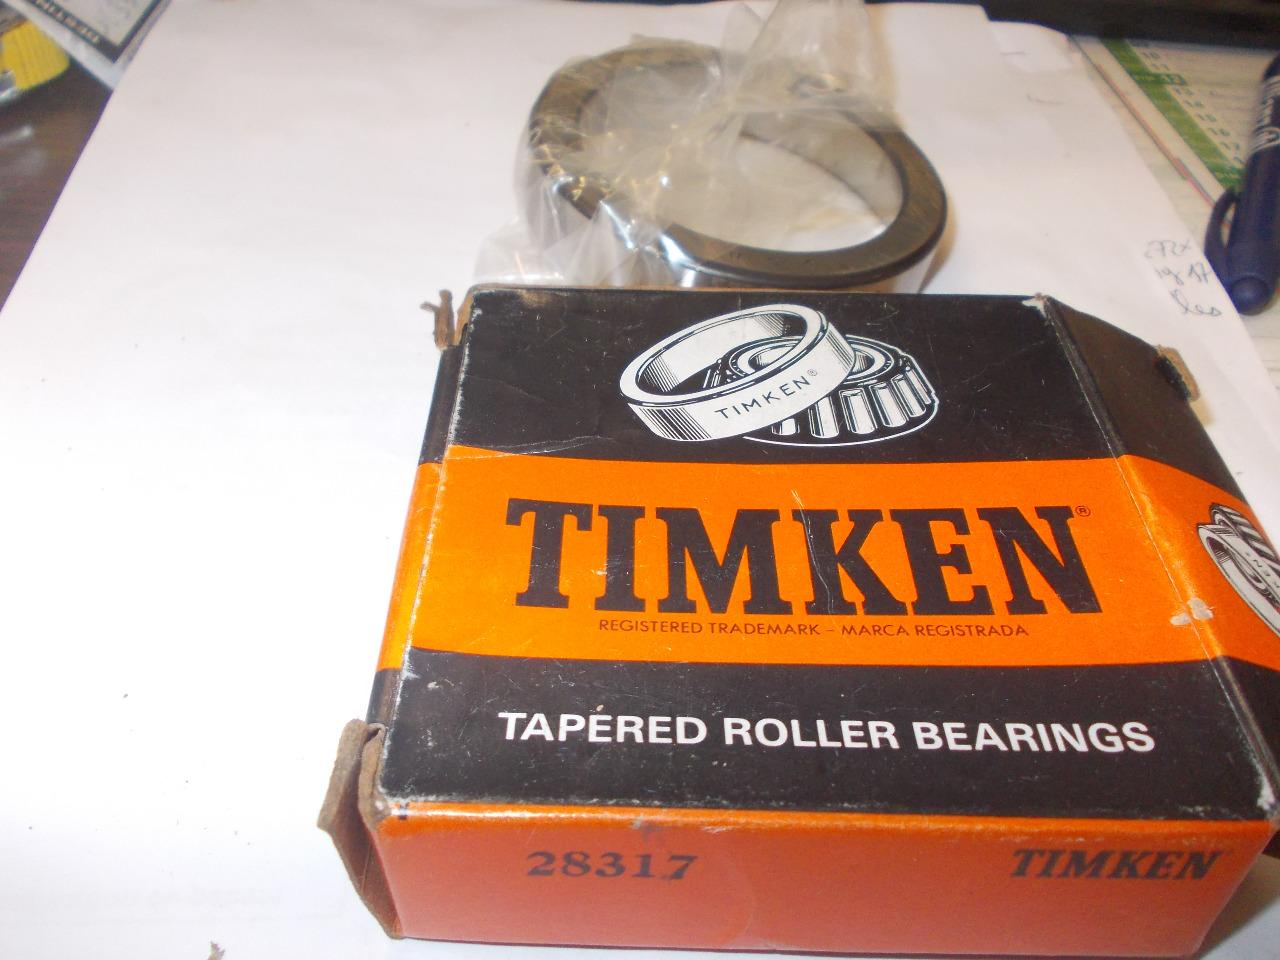 TIMKEN®
TIMKEN®
REGISTERED TRADEMARK – MARCA REGISTRADA
TAPERED ROLLER BEARINGS
28317 TIMKEN